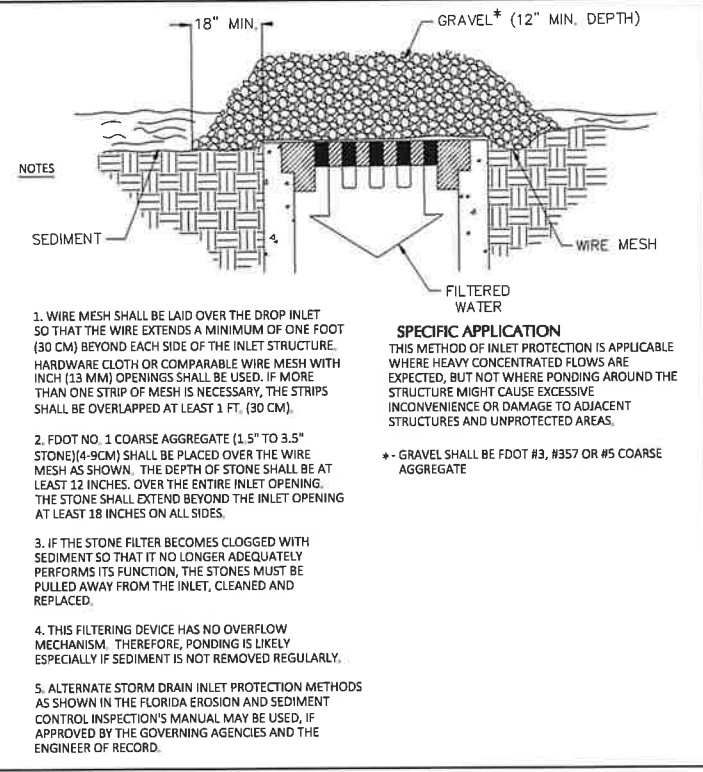 18" MIN.
GRAVEL* (12" MIN. DEPTH)
NOTES
SEDIMENT
WIRE MESH
FILTERED
WATER
1. WIRE MESH SHALL BE LAID OVER THE DROP INLET
SO THAT THE WIRE EXTENDS A MINIMUM OF ONE FOOT
(30 CM) BEYOND EACH SIDE OF THE INLET STRUCTURE.
HARDWARE CLOTH OR COMPARABLE WIRE MESH WITH
INCH (13 MM) OPENINGS SHALL BE USED. IF MORE
THAN ONE STRIP OF MESH IS NECESSARY, THE STRIPS
SHALL BE OVERLAPPED AT LEAST 1 FT. (30 CM).
2. FDOT NO. 1 COARSE AGGREGATE (1.5" TO 3.5"
STONE)(4-9CM) SHALL BE PLACED OVER THE WIRE
MESH AS SHOWN. THE DEPTH OF STONE SHALL BE AT
LEAST 12 INCHES. OVER THE ENTIRE INLET OPENING.
THE STONE SHALL EXTEND BEYOND THE INLET OPENING
AT LEAST 18 INCHES ON ALL SIDES.
3. IF THE STONE FILTER BECOMES CLOGGED WITH
SEDIMENT SO THAT IT NO LONGER ADEQUATELY
PERFORMS ITS FUNCTION, THE STONES MUST BE
PULLED AWAY FROM THE INLET, CLEANED AND
REPLACED.
4. THIS FILTERING DEVICE HAS NO OVERFLOW
MECHANISM. THEREFORE, PONDING IS LIKELY
ESPECIALLY IF SEDIMENT IS NOT REMOVED REGULARLY.
5. ALTERNATE STORM DRAIN INLET PROTECTION METHODS
AS SHOWN IN THE FLORIDA EROSION AND SEDIMENT
CONTROL INSPECTION'S MANUAL MAY BE USED, IF
APPROVED BY THE GOVERNING AGENCIES AND THE
ENGINEER OF RECORD.
SPECIFIC APPLICATION
THIS METHOD OF INLET PROTECTION IS APPLICABLE
WHERE HEAVY CONCENTRATED FLOWS ARE
EXPECTED, BUT NOT WHERE PONDING AROUND THE
STRUCTURE MIGHT CAUSE EXCESSIVE
INCONVENIENCE OR DAMAGE TO ADJACENT
STRUCTURES AND UNPROTECTED AREAS.
* - GRAVEL SHALL BE FDOT #3, #357 OR #5 COARSE
AGGREGATE